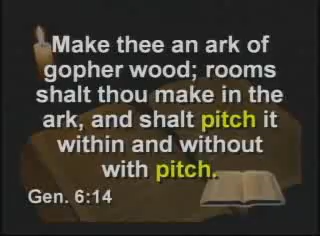 Make thee an ark of
gopher wood; rooms
shalt thou make in the
ark, and shalt pitch it
within and without
with pitch.
Gen. 6:14